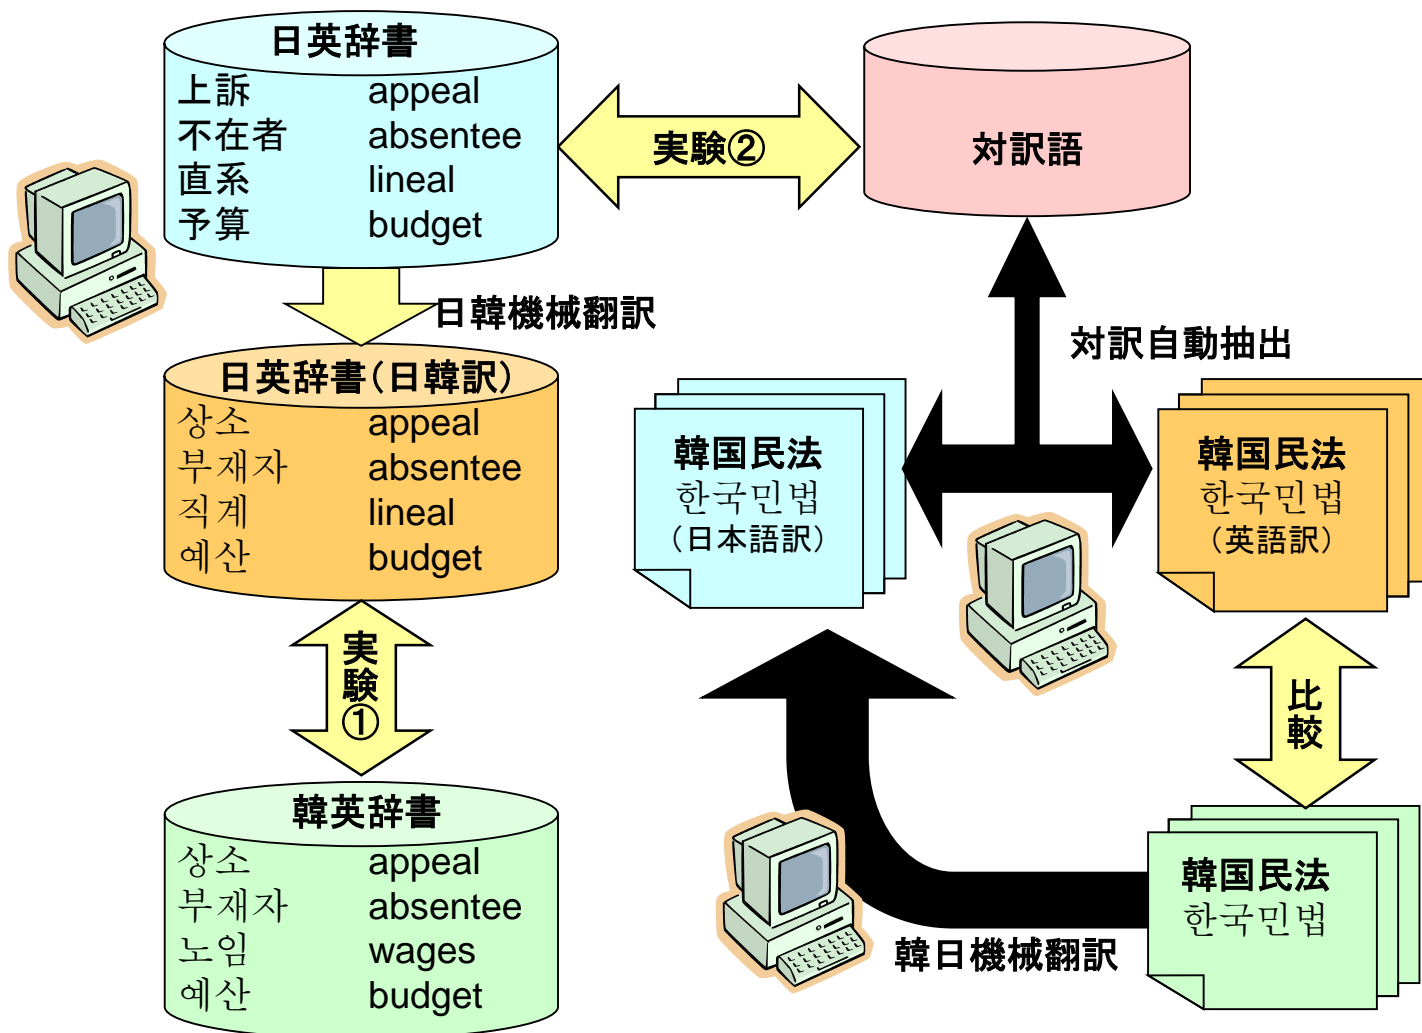 日英辞書
上訴 appeal
不在者 absentee
直系 lineal
予算 budget
実験②
対訳語
日韓機械翻訳
対訳自動抽出
日英辞書(日韓訳)
상소 appeal
부재자 absentee
직계 lineal
예산 budget
韓国民法
한국민법
(日本語訳)
韓国民法
한국민법
(英語訳)
実験①
比較
韓英辞書
상소 appeal
부재자 absentee
노임 wages
예산 budget
韓国民法
한국민법
韓日機械翻訳